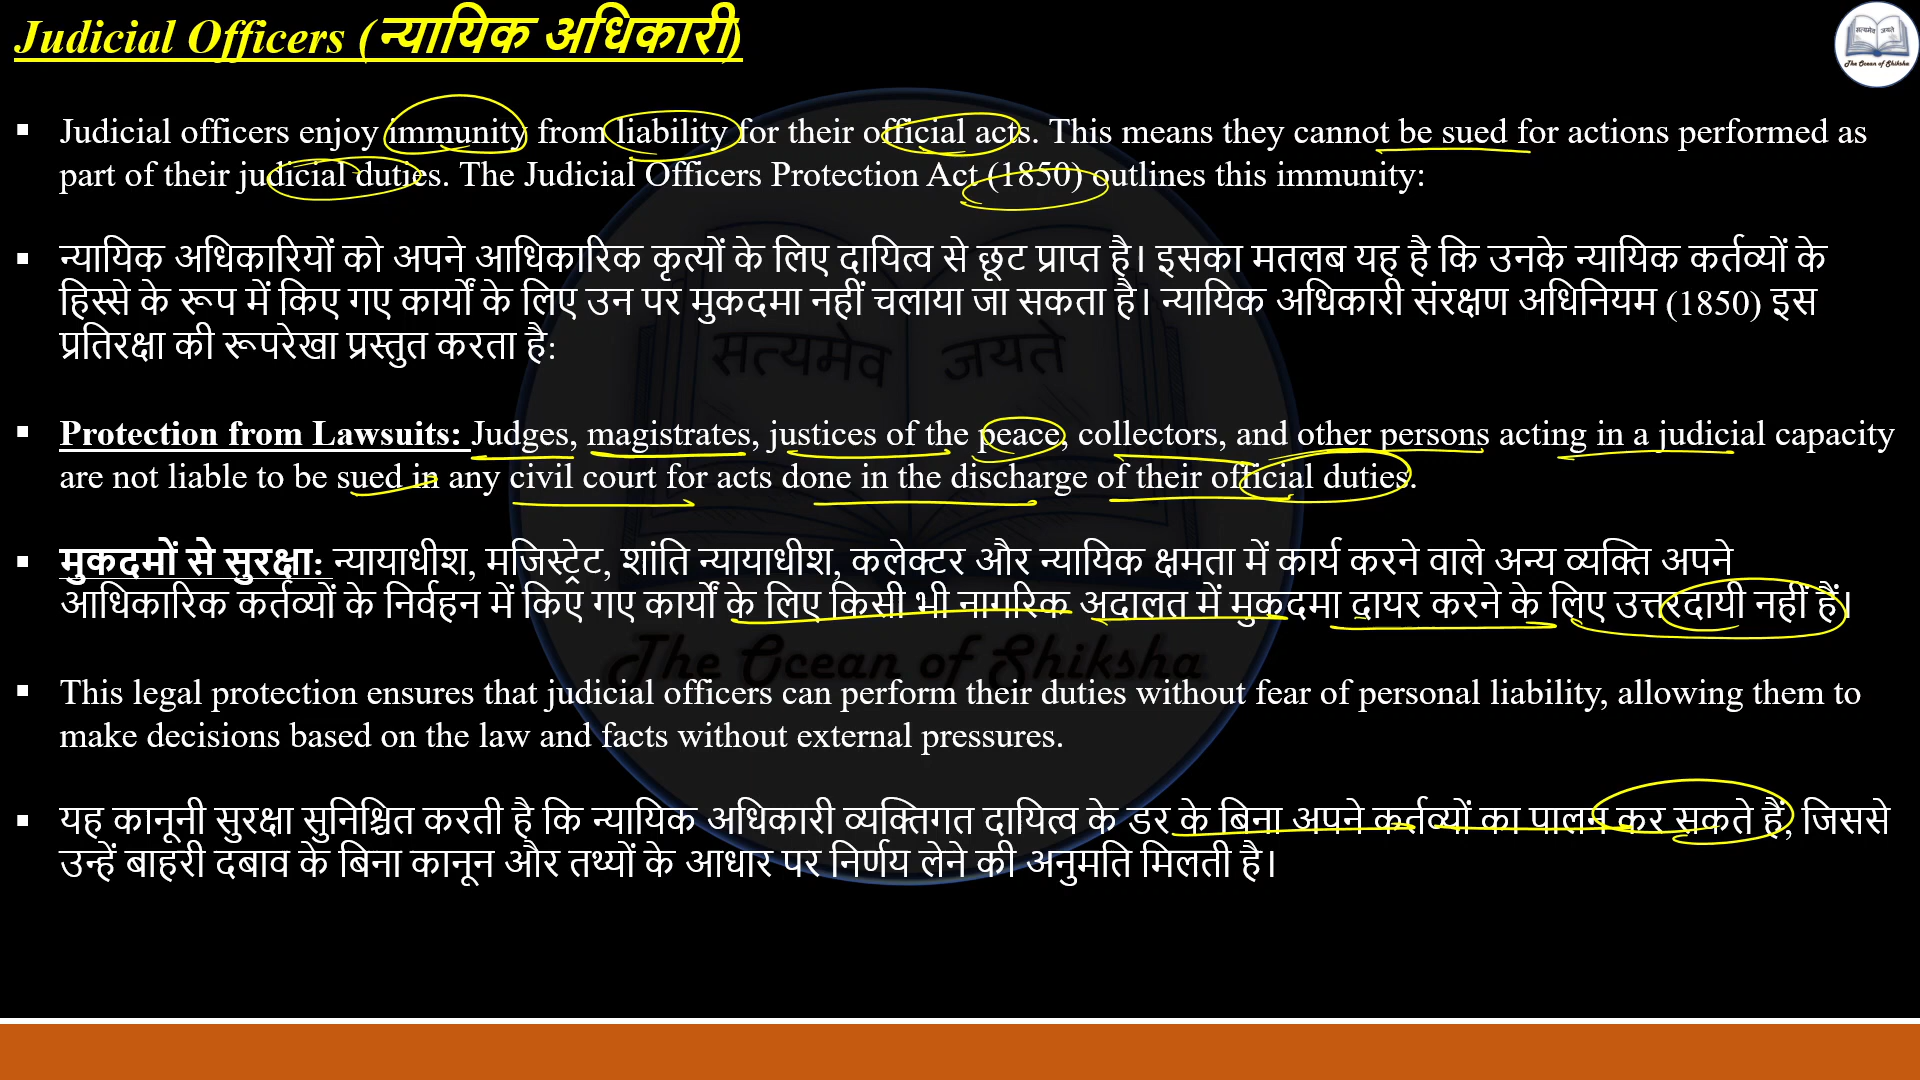 Judicial Officers (न्यायिक अधिकारी)
सत्यमेव जयते
The Ocean of Shiksha
▪ Judicial officers enjoy immunity from liability for their official acts. This means they cannot be sued for actions performed as
part of their judicial duties. The Judicial Officers Protection Act (1850) outlines this immunity:
▪ न्यायिक अधिकारियों को अपने आधिकारिक कृत्यों के लिए दायित्व से छूट प्राप्त है। इसका मतलब यह है कि उनके न्यायिक कर्तव्यों के
हिस्से के रूप में किए गए कार्यों के लिए उन पर मुकदमा नहीं चलाया जा सकता है। न्यायिक अधिकारी संरक्षण अधिनियम (1850) इस
प्रतिरक्षा की रूपरेखा प्रस्तुत करता है:
सत्यमेव जयते
▪ Protection from Lawsuits: Judges, magistrates, justices of the peace, collectors, and other persons acting in a judicial capacity
are not liable to be sued in any civil court for acts done in the discharge of their official duties.
▪ मुकदमों से सुरक्षा: न्यायाधीश, मजिस्ट्रेट, शांति न्यायाधीश, कलेक्टर और न्यायिक क्षमता में कार्य करने वाले अन्य व्यक्ति अपने
आधिकारिक कर्तव्यों के निर्वहन में किए गए कार्यों के लिए किसी भी नागरिक अदालत में मुकदमा दायर करने के लिए उत्तरदायी नहीं हैं।
The Ocean of Shiksha
▪ This legal protection ensures that judicial officers can perform their duties without fear of personal liability, allowing them to
make decisions based on the law and facts without external pressures.
▪ यह कानूनी सुरक्षा सुनिश्चित करती है कि न्यायिक अधिकारी व्यक्तिगत दायित्व के डर के बिना अपने कर्तव्यों का पालन कर सकते हैं, जिससे
उन्हें बाहरी दबाव के बिना कानून और तथ्यों के आधार पर निर्णय लेने की अनुमति मिलती है।